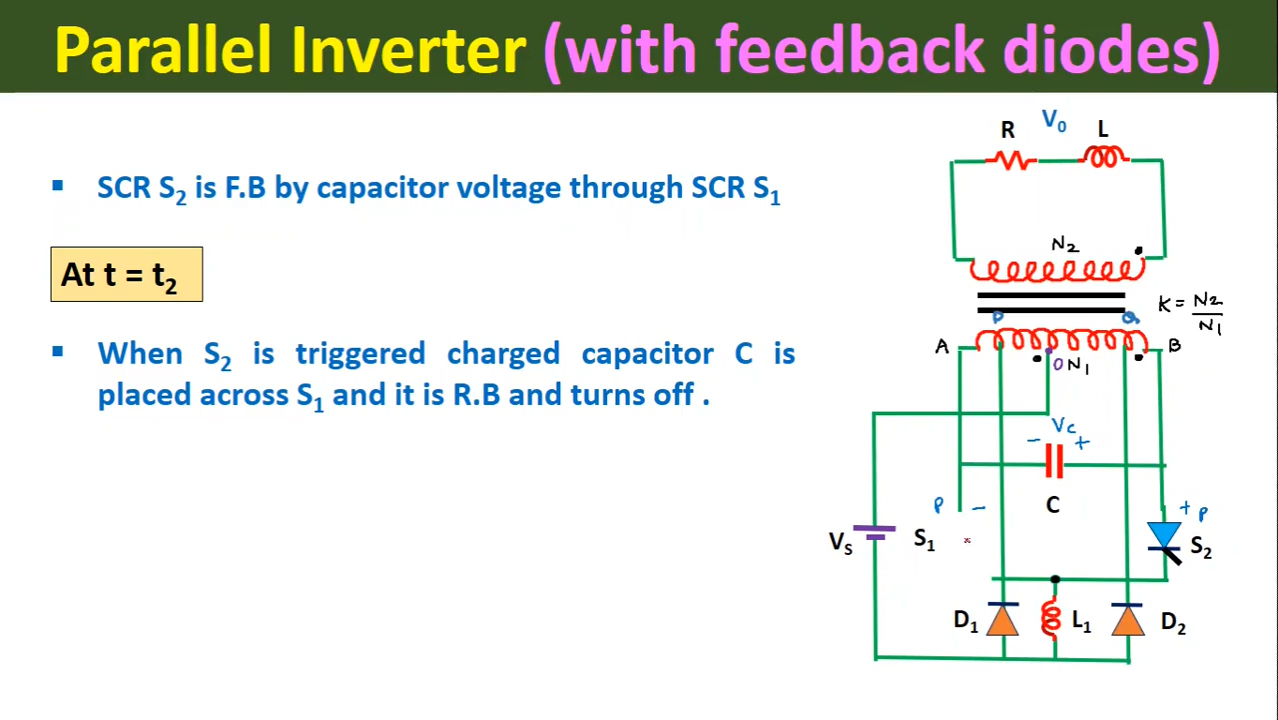 Parallel Inverter (with feedback diodes)
▪ SCR S₂ is F.B by capacitor voltage through SCR S₁
At t = t₂
▪ When S₂ is triggered charged capacitor C is
placed across S₁ and it is R.B and turns off .
V₀
R
L
N₂
K = N₂/N₁
P
Q
A
B
O
N₁
Vc
- +
C
P -
+ P
Vₛ
S₁
S₂
D₁
L₁
D₂